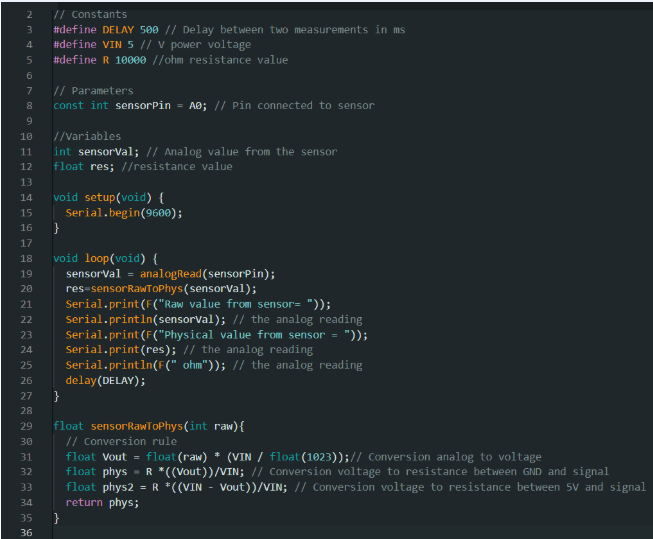 2 // Constants
3 #define DELAY 500 // Delay between two measurements in ms
4 #define VIN 5 // V power voltage
5 #define R 10000 //ohm resistance value
6
7 // Parameters
8 const int sensorPin = A0; // Pin connected to sensor
9
10 //Variables
11 int sensorVal; // Analog value from the sensor
12 float res; //resistance value
13
14 void setup(void) {
15 Serial.begin(9600);
16 }
17
18 void loop(void) {
19 sensorVal = analogRead(sensorPin);
20 res=sensorRawToPhys(sensorVal);
21 Serial.print(F("Raw value from sensor= "));
22 Serial.println(sensorVal); // the analog reading
23 Serial.print(F("Physical value from sensor = "));
24 Serial.print(res); // the analog reading
25 Serial.println(F(" ohm")); // the analog reading
26 delay(DELAY);
27 }
28
29 float sensorRawToPhys(int raw){
30 // Conversion rule
31 float Vout = float(raw) * (VIN / float(1023));// Conversion analog to voltage
32 float phys = R *((Vout))/VIN; // Conversion voltage to resistance between GND and signal
33 float phys2 = R *((VIN - Vout))/VIN; // Conversion voltage to resistance between 5V and signal
34 return phys;
35 }
36